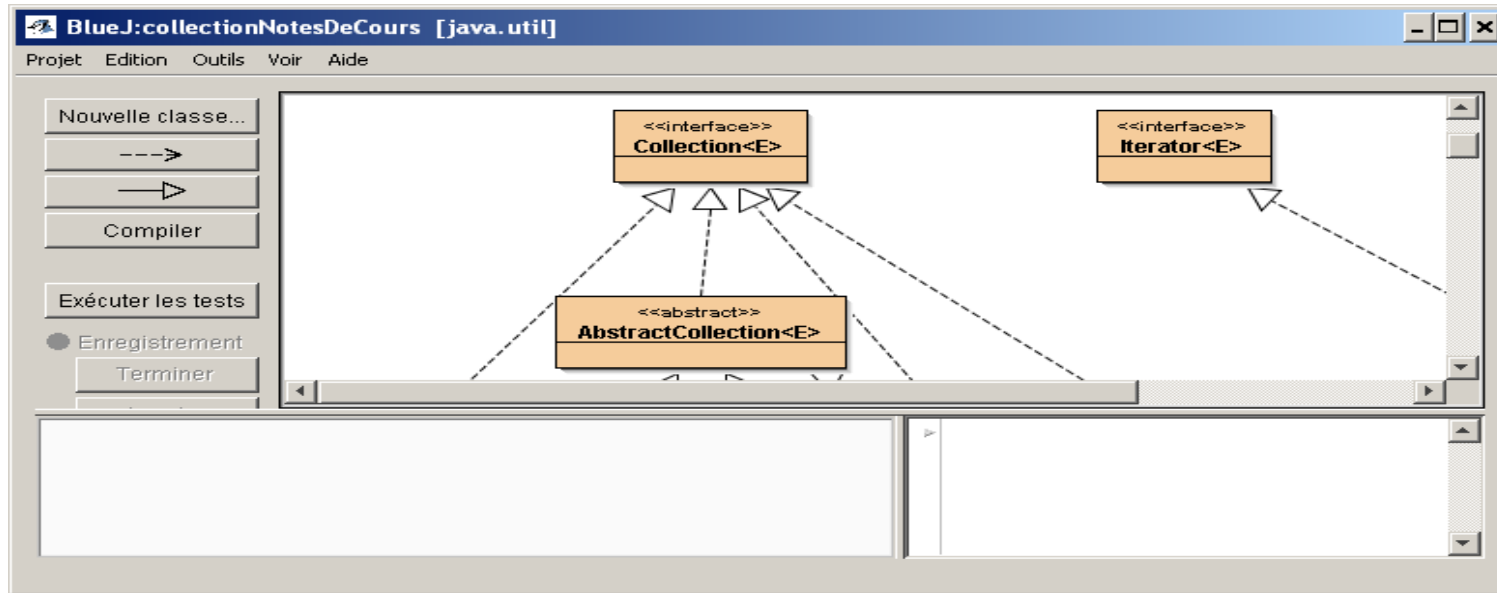 BlueJ:collectionNotesDeCours [java.util]
Projet Edition Outils Voir Aide
Nouvelle classe...
Compiler
Exécuter les tests
Enregistrement
Terminer
<<interface>>
Collection<E>
<<interface>>
Iterator<E>
<<abstract>>
AbstractCollection<E>